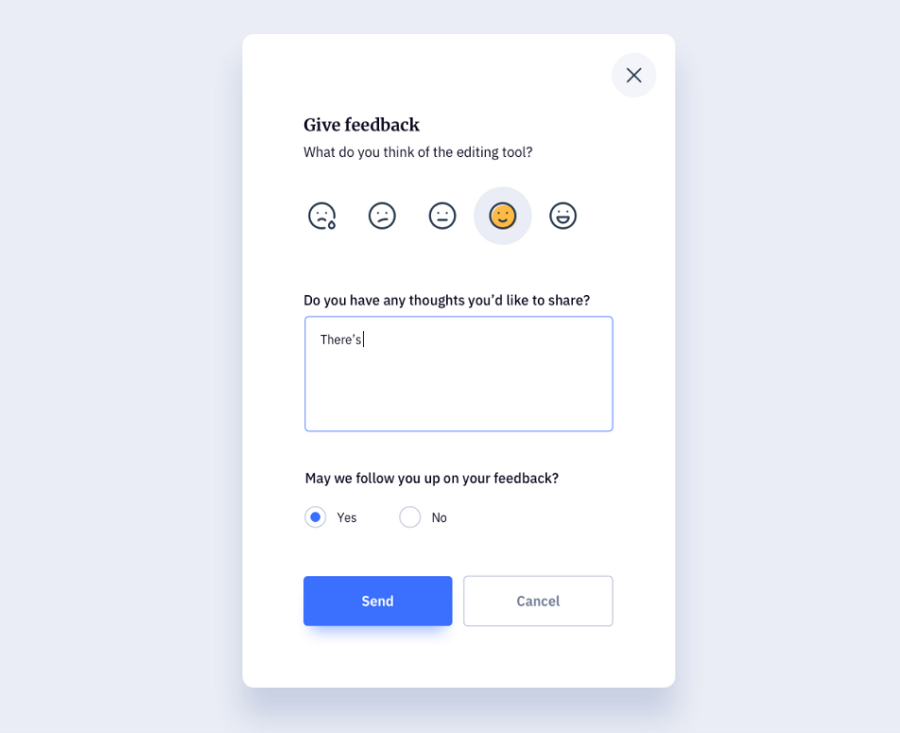 Give feedback
What do you think of the editing tool?
Do you have any thoughts you’d like to share?
There’s
May we follow you up on your feedback?
Yes No
Send Cancel